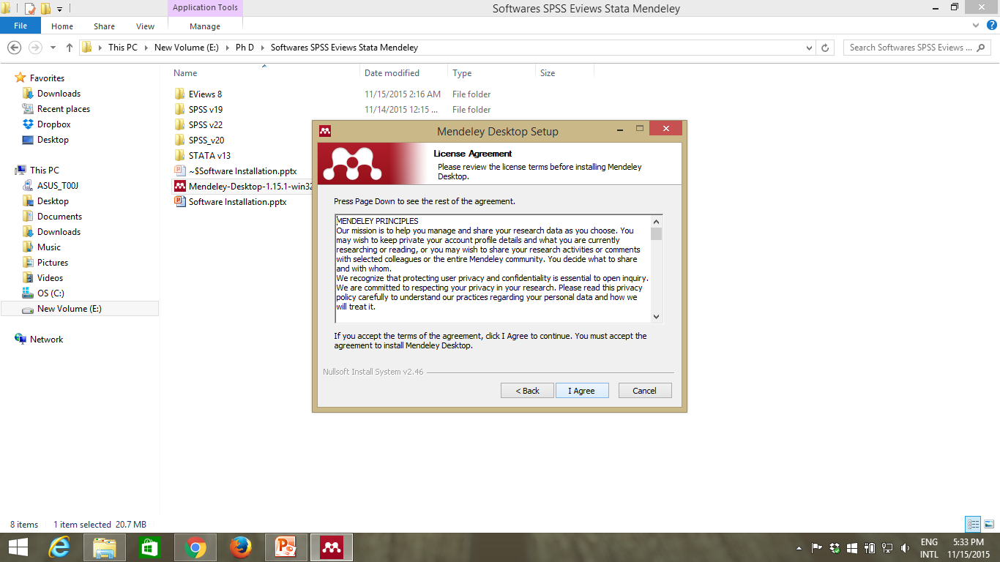 Application Tools
Softwares SPSS Eviews Stata Mendeley
File Home Share View Manage
This PC New Volume (E:) Ph D Softwares SPSS Eviews Stata Mendeley
Search Softwares SPSS Eviews ...
Favorites
Downloads
Recent places
Dropbox
Desktop
This PC
ASUS_T00J
Desktop
Documents
Downloads
Music
Pictures
Videos
OS (C:)
New Volume (E:)
Network
Name Date modified Type Size
EViews 8 11/15/2015 2:16 AM File folder
SPSS v19 11/14/2015 12:15 ... File folder
SPSS v22
SPSS_v20
STATA v13
~$Software Installation.pptx
Mendeley-Desktop-1.15.1-win32
Software Installation.pptx
Mendeley Desktop Setup
License Agreement
Please review the license terms before installing Mendeley
Desktop.
Press Page Down to see the rest of the agreement.
MENDELEY PRINCIPLES
Our mission is to help you manage and share your research data as you choose. You
may wish to keep private your account profile details and what you are currently
researching or reading, or you may wish to share your research activities or comments
with selected colleagues or the entire Mendeley community. You decide what to share
and with whom.
We recognize that protecting user privacy and confidentiality is essential to open inquiry.
We are committed to respecting your privacy in your research. Please read this privacy
policy carefully to understand our practices regarding your personal data and how we
will treat it.
If you accept the terms of the agreement, click I Agree to continue. You must accept the
agreement to install Mendeley Desktop.
Nullsoft Install System v2.46
< Back I Agree Cancel
8 items 1 item selected 20.7 MB
ENG 5:33 PM
INTL 11/15/2015